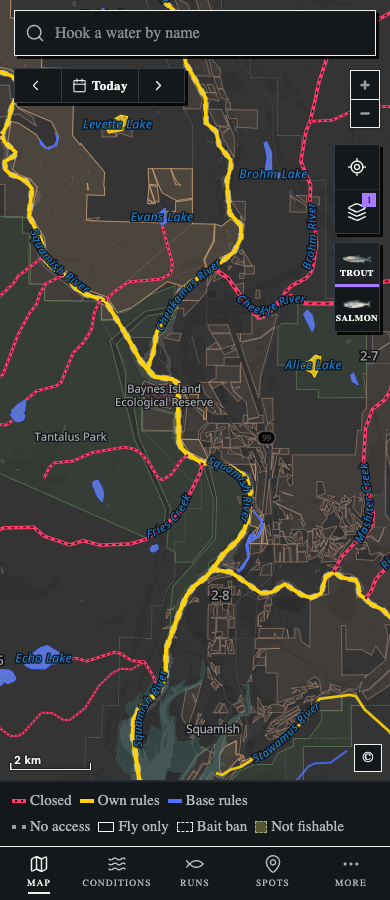 Hook a water by name
Today
Levette Lake
Brohm Lake
1
Evans Lake
Brohm River
Squamish River
TROUT
Cheakamus River
Cheekye River
SALMON
2-7
Alice Lake
Baynes Island
Ecological Reserve
Tantalus Park
99
Squamish River
Mashiter Creek
Fries Creek
2-8
Echo Lake
Squamish River
Squamish
Stawamus River
2 km
©
Closed
Own rules
Base rules
No access
Fly only
Bait ban
Not fishable
MAP
CONDITIONS
RUNS
SPOTS
MORE